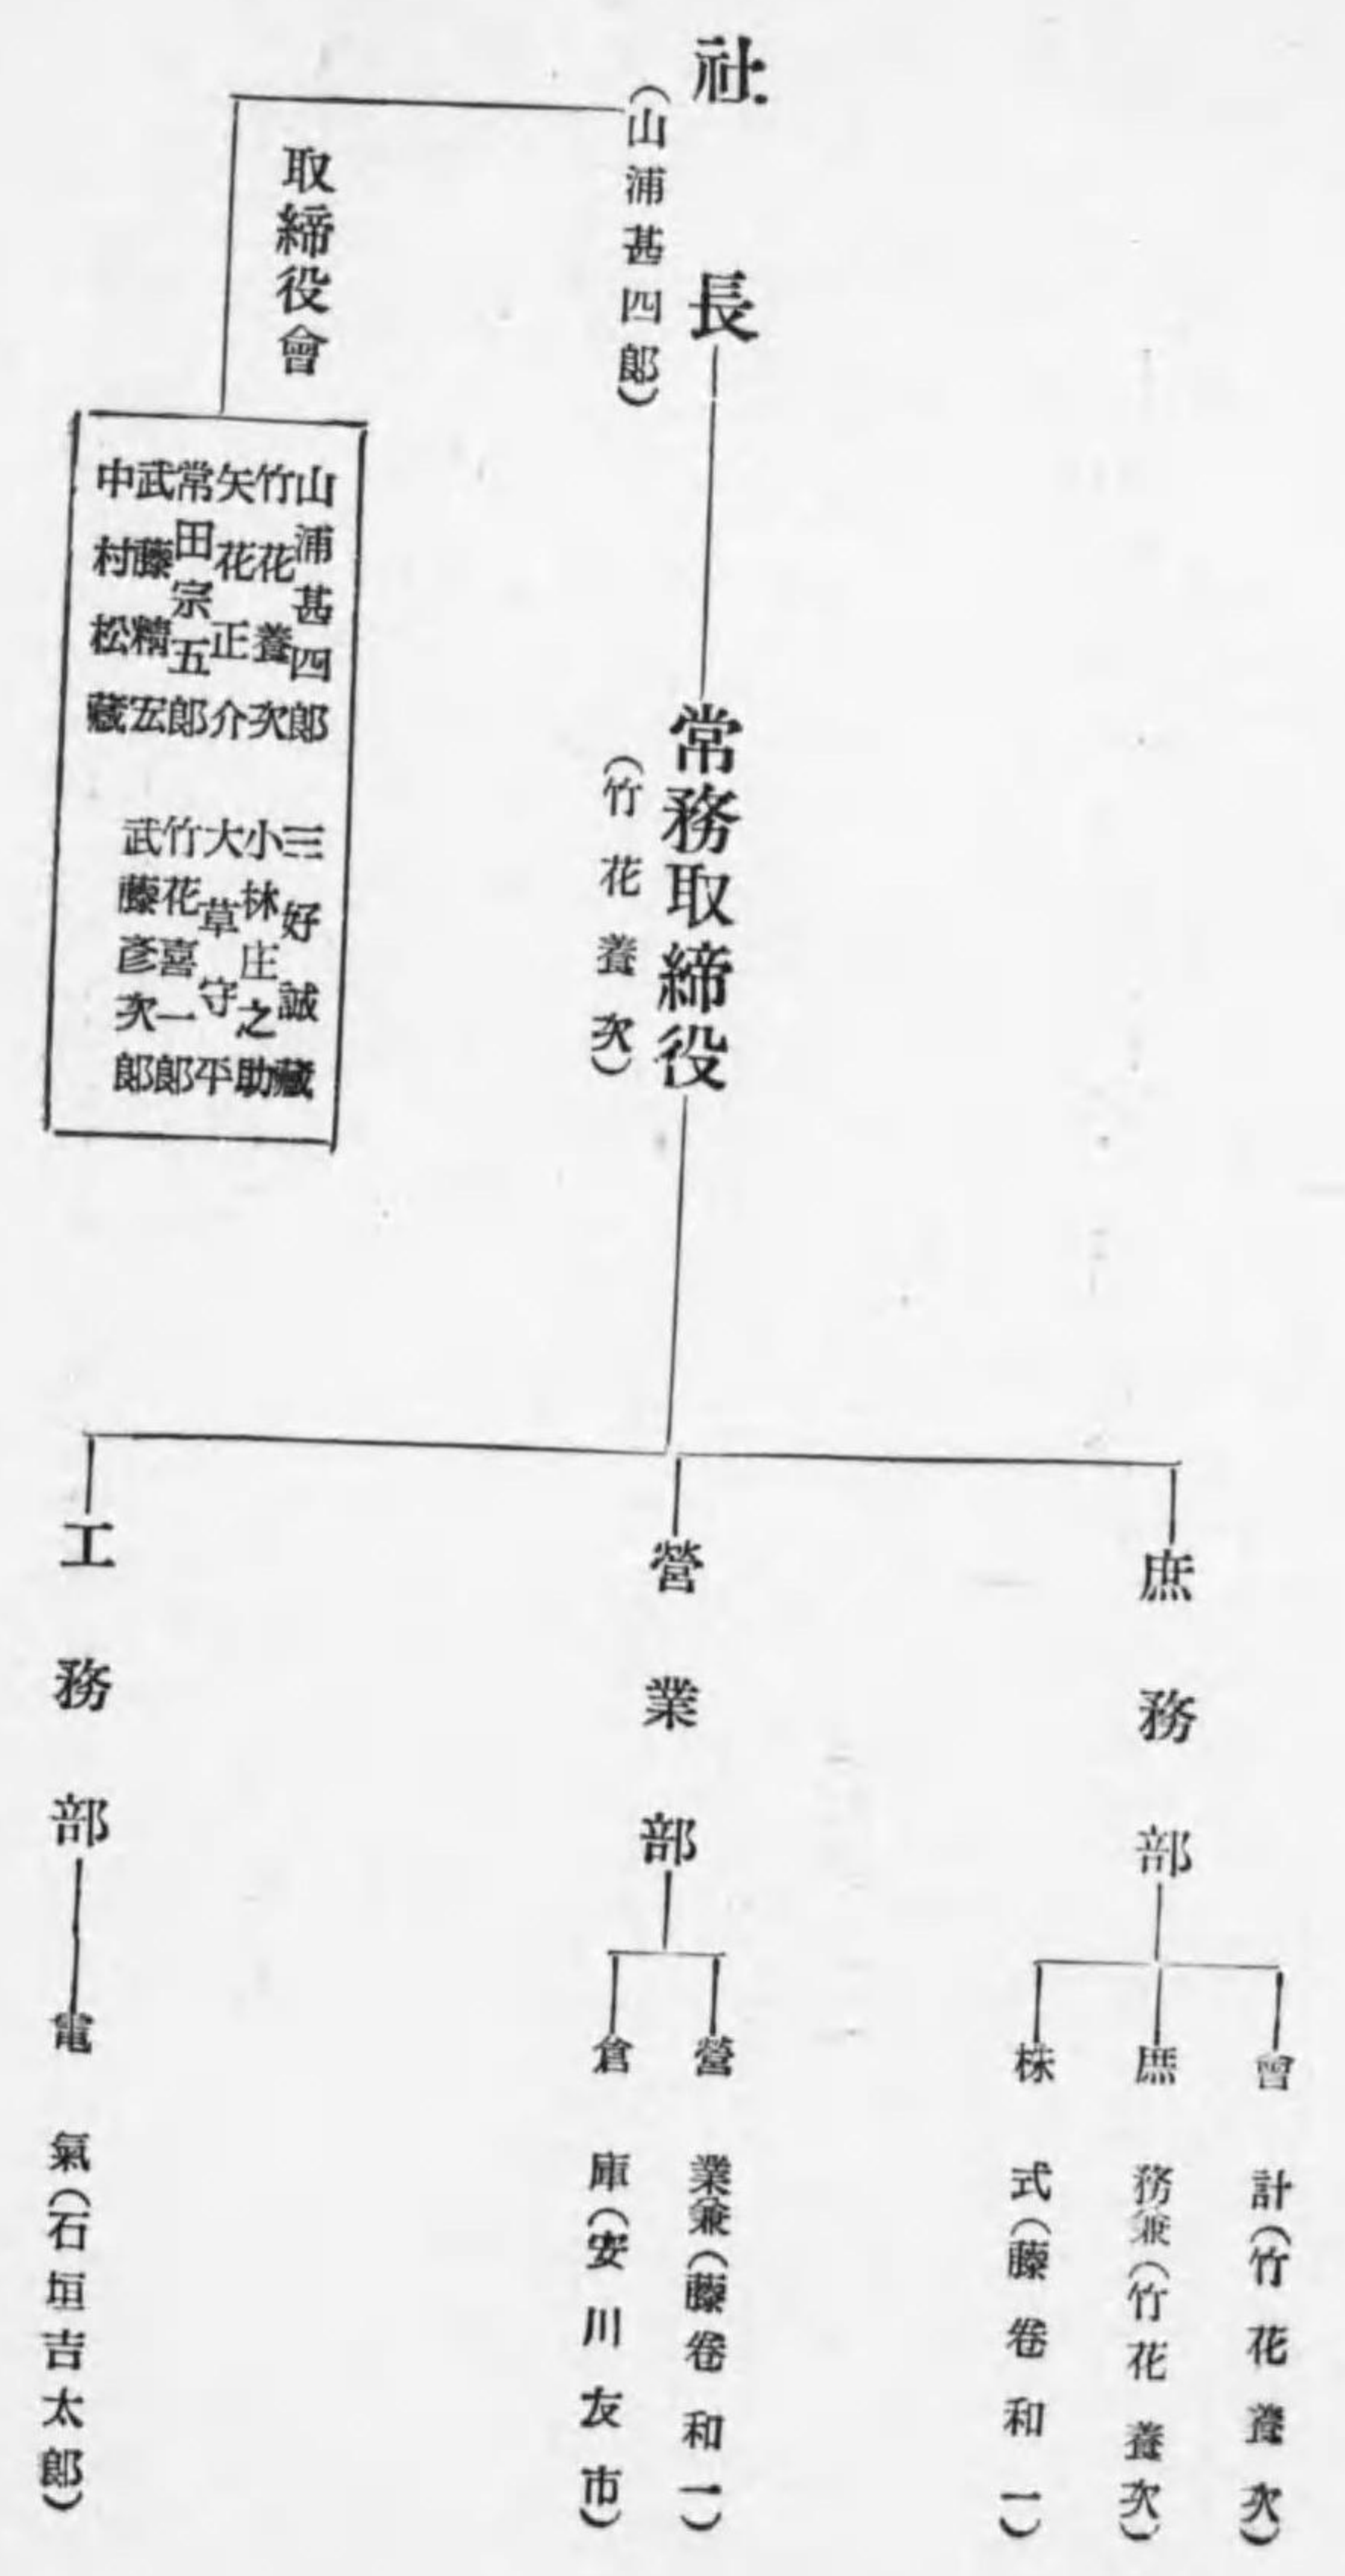 社長
(山浦甚四郎)
取締役會
山浦甚四郎
竹花養次
矢花正介
常田宗五郎
武藤精宏
中村松藏
三好誠藏
小林庄之助
大草守平
竹花喜一郎
武藤彥次郎
常務取締役
(竹花養次)
庶務部
會計(竹花養次)
庶務兼(竹花養次)
株式(藤卷和一)
營業部
營業兼(藤卷和一)
倉庫(安川友市)
工務部
電氣(石垣吉太郎)